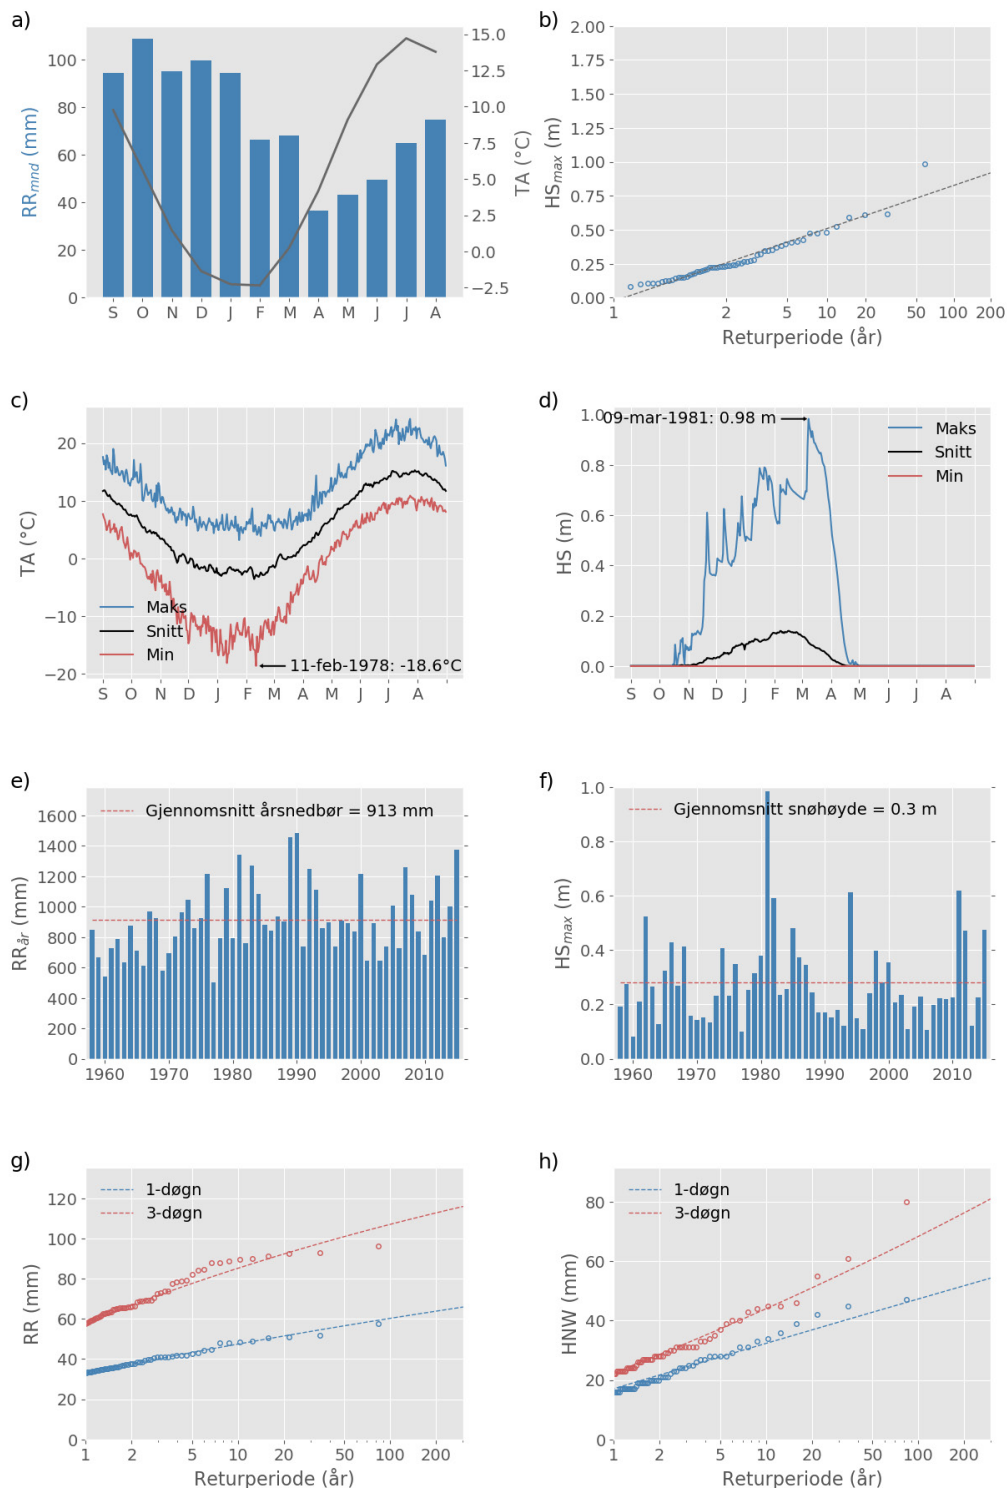 a)
RR_mnd (mm)
100
80
60
40
20
0
S O N D J F M A M J J A
15.0
12.5
10.0
7.5
5.0
2.5
0.0
−2.5
TA (°C)
b)
HS_max (m)
2.00
1.75
1.50
1.25
1.00
0.75
0.50
0.25
0.00
1 2 5 10 20 50 100 200
Returperiode (år)
c)
TA (°C)
20
10
0
−10
−20
Maks
Snitt
Min
11-feb-1978: -18.6°C
S O N D J F M A M J J A
d)
HS (m)
1.0
0.8
0.6
0.4
0.2
0.0
09-mar-1981: 0.98 m
Maks
Snitt
Min
S O N D J F M A M J J A
e)
RR_år (mm)
1600
1400
1200
1000
800
600
400
200
0
Gjennomsnitt årsnedbør = 913 mm
1960 1970 1980 1990 2000 2010
f)
HS_max (m)
1.0
0.8
0.6
0.4
0.2
0.0
Gjennomsnitt snøhøyde = 0.3 m
1960 1970 1980 1990 2000 2010
g)
RR (mm)
120
100
80
60
40
20
0
1-døgn
3-døgn
1 2 5 10 20 50 100 200
Returperiode (år)
h)
HNW (mm)
80
60
40
20
0
1-døgn
3-døgn
1 2 5 10 20 50 100 200
Returperiode (år)